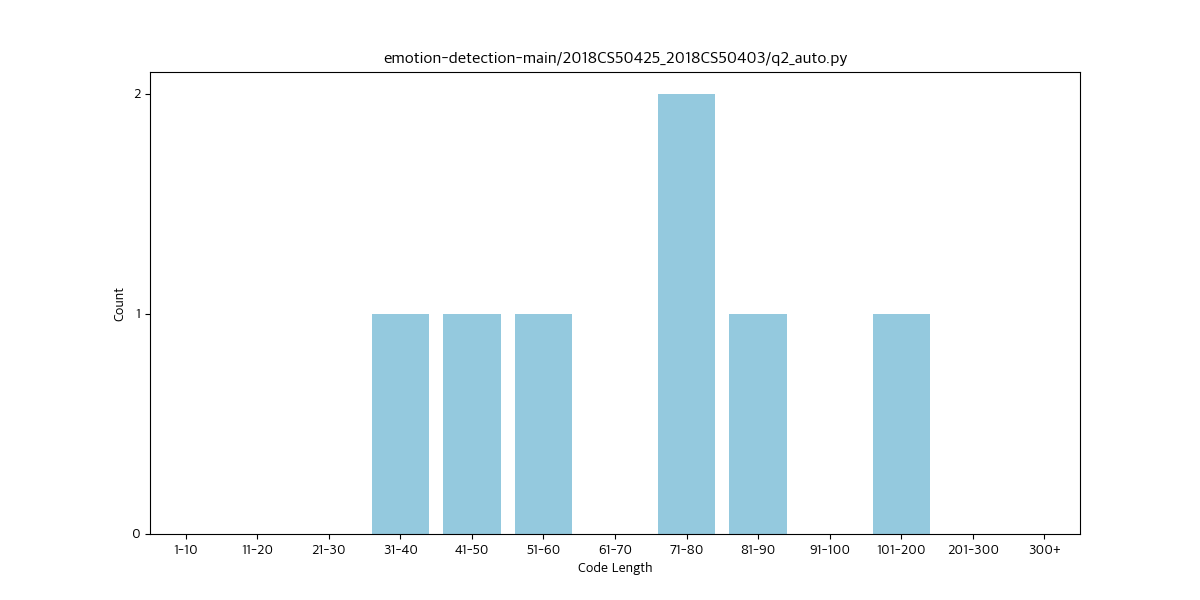 emotion-detection-main/2018CS50425_2018CS50403/q2_auto.py
2
1
0
Count
1-10 11-20 21-30 31-40 41-50 51-60 61-70 71-80 81-90 91-100 101-200 201-300 300+
Code Length